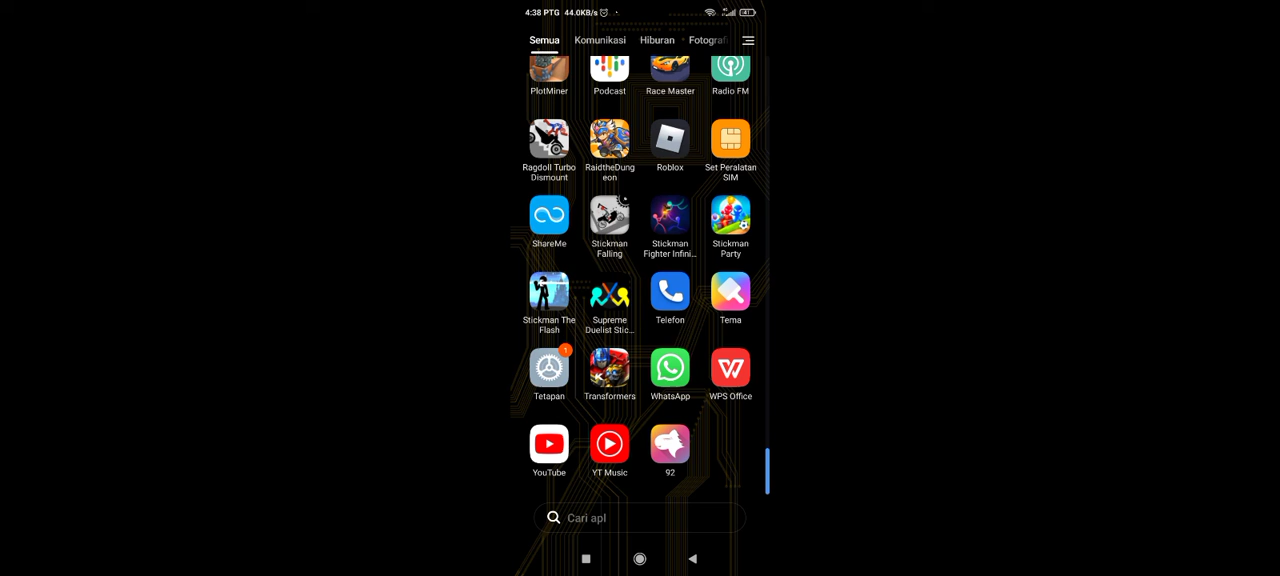 4:38 PTG 44.0KB/s 41
Semua Komunikasi Hiburan Fotografi
PlotMiner Podcast Race Master Radio FM
Ragdoll Turbo Dismount RaidtheDung eon Roblox Set Peralatan SIM
ShareMe Stickman Falling Stickman Fighter Infini... Stickman Party
Stickman The Flash Supreme Duelist Stic... Telefon Tema
1
Tetapan Transformers WhatsApp WPS Office
YouTube YT Music 92
Cari apl